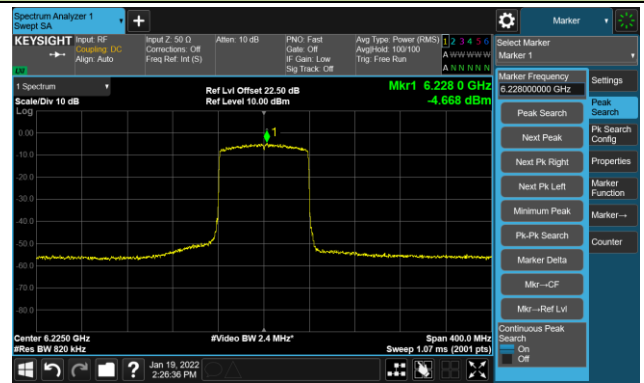 Spectrum Analyzer 1
Swept SA
Marker
KEYSIGHT
Input: RF
Coupling: DC
Align: Auto
Input Z: 50 Ω
Corrections: Off
Freq Ref: Int (S)
Atten: 10 dB
PNO: Fast
Gate: Off
IF Gain: Low
Sig Track: Off
Avg Type: Power (RMS)
Avg|Hold: 100/100
Trig: Free Run
1 2 3 4 5 6
A W W W W W
A N N N N N
Select Marker
Marker 1
LW
1 Spectrum
Scale/Div 10 dB
Ref Lvl Offset 22.50 dB
Ref Level 10.00 dBm
Mkr1 6.228 0 GHz
-4.668 dBm
Log
0.00
-10.0
-20.0
-30.0
-40.0
-50.0
-60.0
-70.0
-80.0
1
Center 6.2250 GHz
#Res BW 820 kHz
#Video BW 2.4 MHz*
Span 400.0 MHz
Sweep 1.07 ms (2001 pts)
Marker Frequency
6.228000000 GHz
Peak Search
Next Peak
Next Pk Right
Next Pk Left
Minimum Peak
Pk-Pk Search
Marker Delta
Mkr→CF
Mkr→Ref Lvl
Continuous Peak
Search
On
Off
Settings
Peak
Search
Pk Search
Config
Properties
Marker
Function
Marker→
Counter
?
Jan 19, 2022
2:26:36 PM